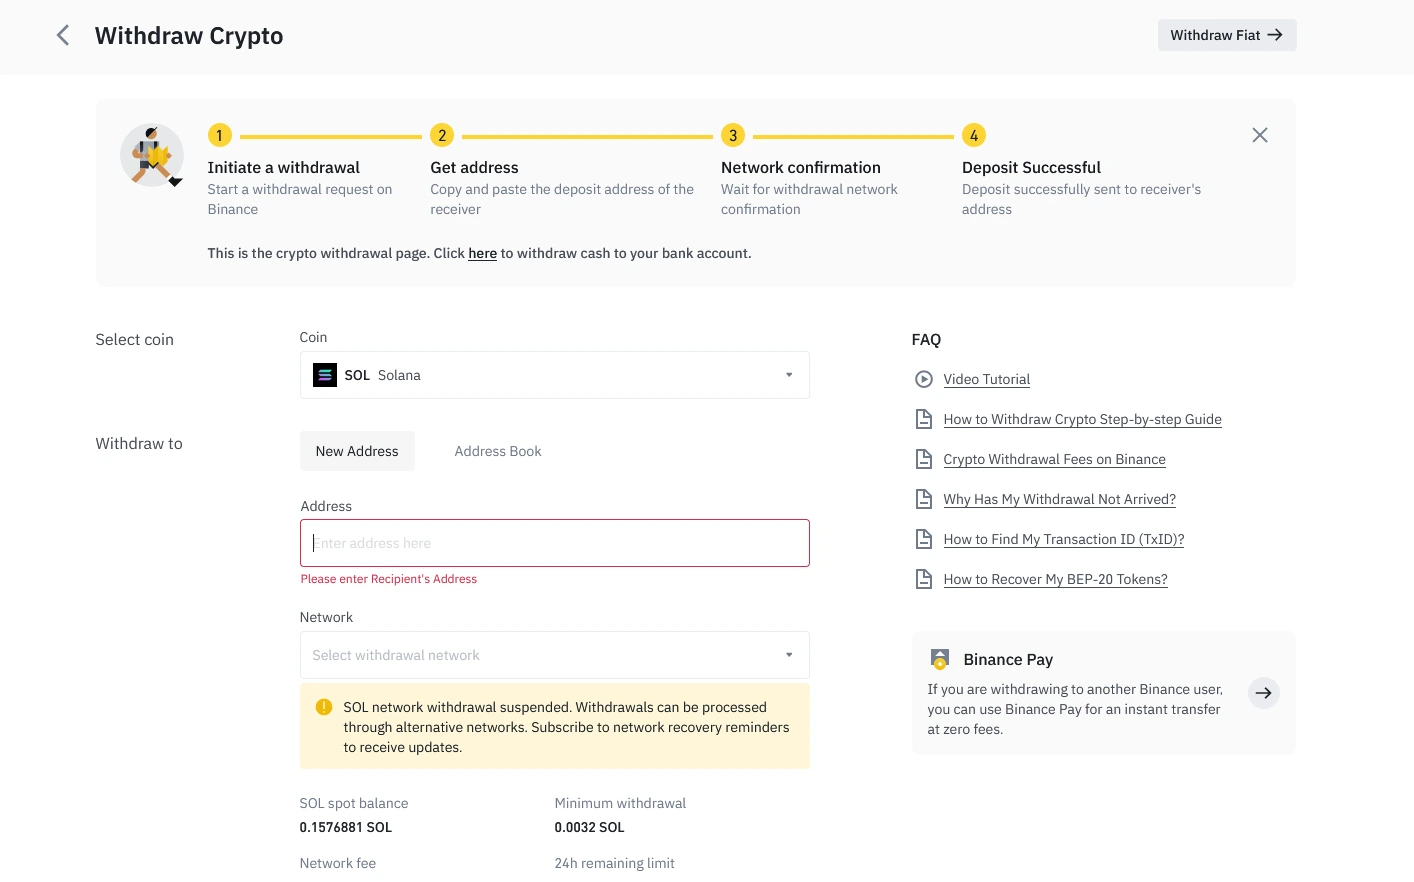 Withdraw Crypto
Withdraw Fiat
1
2
3
4
Initiate a withdrawal
Start a withdrawal request on
Binance
Get address
Copy and paste the deposit address of the
receiver
Network confirmation
Wait for withdrawal network
confirmation
Deposit Successful
Deposit successfully sent to receiver's
address
This is the crypto withdrawal page. Click here to withdraw cash to your bank account.
Select coin
Coin
SOL Solana
Withdraw to
New Address
Address Book
Address
Enter address here
Please enter Recipient's Address
Network
Select withdrawal network
SOL network withdrawal suspended. Withdrawals can be processed
through alternative networks. Subscribe to network recovery reminders
to receive updates.
SOL spot balance
0.1576881 SOL
Minimum withdrawal
0.0032 SOL
Network fee
24h remaining limit
FAQ
Video Tutorial
How to Withdraw Crypto Step-by-step Guide
Crypto Withdrawal Fees on Binance
Why Has My Withdrawal Not Arrived?
How to Find My Transaction ID (TxID)?
How to Recover My BEP-20 Tokens?
Binance Pay
If you are withdrawing to another Binance user,
you can use Binance Pay for an instant transfer
at zero fees.